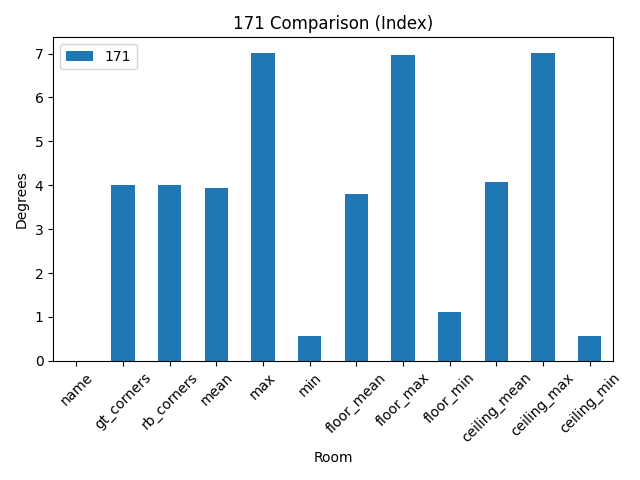 171 Comparison (Index)
171
Degrees
7
6
5
4
3
2
1
0
name
gt_corners
rb_corners
mean
max
min
floor_mean
floor_max
floor_min
ceiling_mean
ceiling_max
ceiling_min
Room